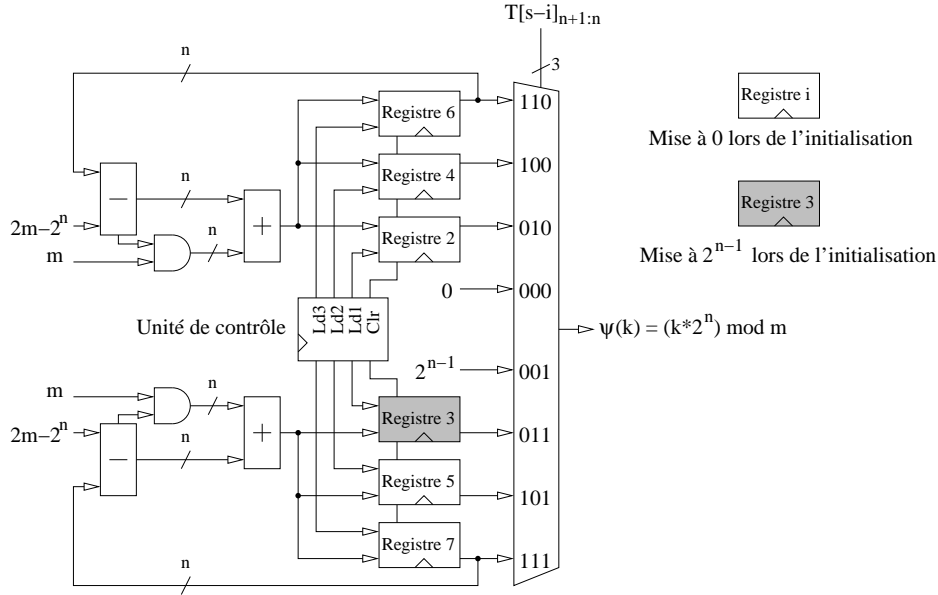 T[s−i]n+1:n
3
n
n
Registre 6
110
Registre i
Mise à 0 lors de l'initialisation
n
−
Registre 4
100
2m−2^n
n
+
m
Registre 2
010
Registre 3
Mise à 2^n−1 lors de l'initialisation
0
000
Unité de contrôle
Ld3
Ld2
Ld1
Clr
ψ(k) = (k*2^n) mod m
2^n−1
001
m
n
2m−2^n
+
Registre 3
011
n
−
Registre 5
101
Registre 7
111
n